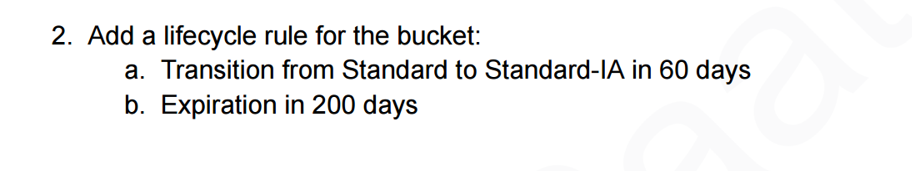 2. Add a lifecycle rule for the bucket:
a. Transition from Standard to Standard-IA in 60 days
b. Expiration in 200 days